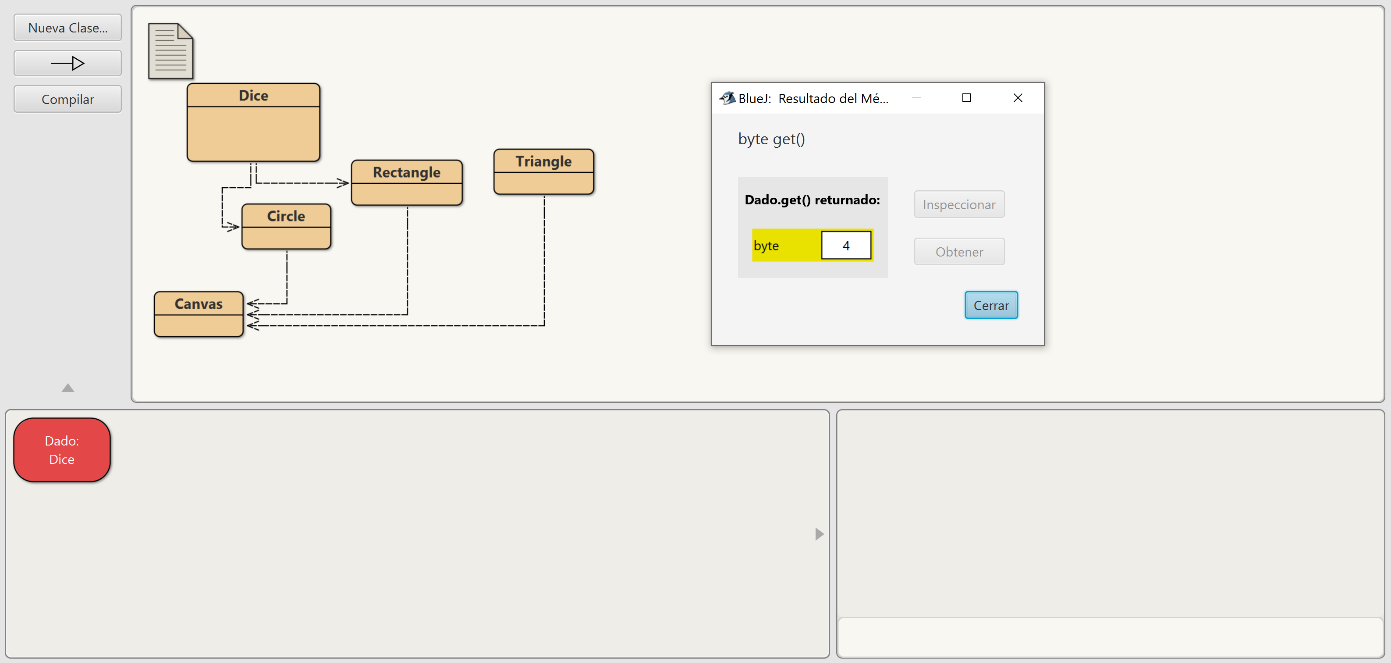 Nueva Clase...
Compilar
Dice
Rectangle
Triangle
Circle
Canvas
BlueJ: Resultado del Mé...
byte get()
Dado.get() returnado:
byte 4
Inspeccionar
Obtener
Cerrar
Dado:
Dice